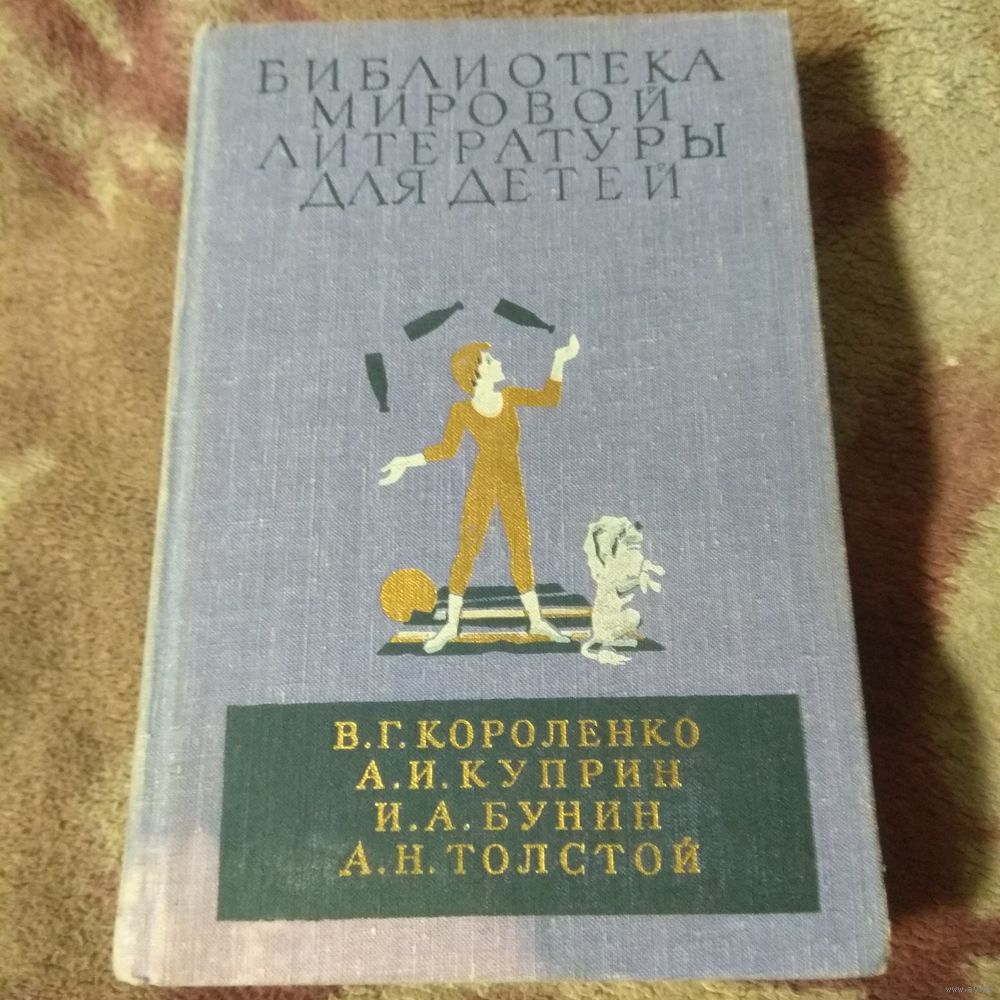 БИБЛИОТЕКА
МИРОВОЙ
ЛИТЕРАТУРЫ
ДЛЯ ДЕТЕЙ
В.Г.КОРОЛЕНКО
А.И.КУПРИН
И.А.БУНИН
А.Н.ТОЛСТОЙ